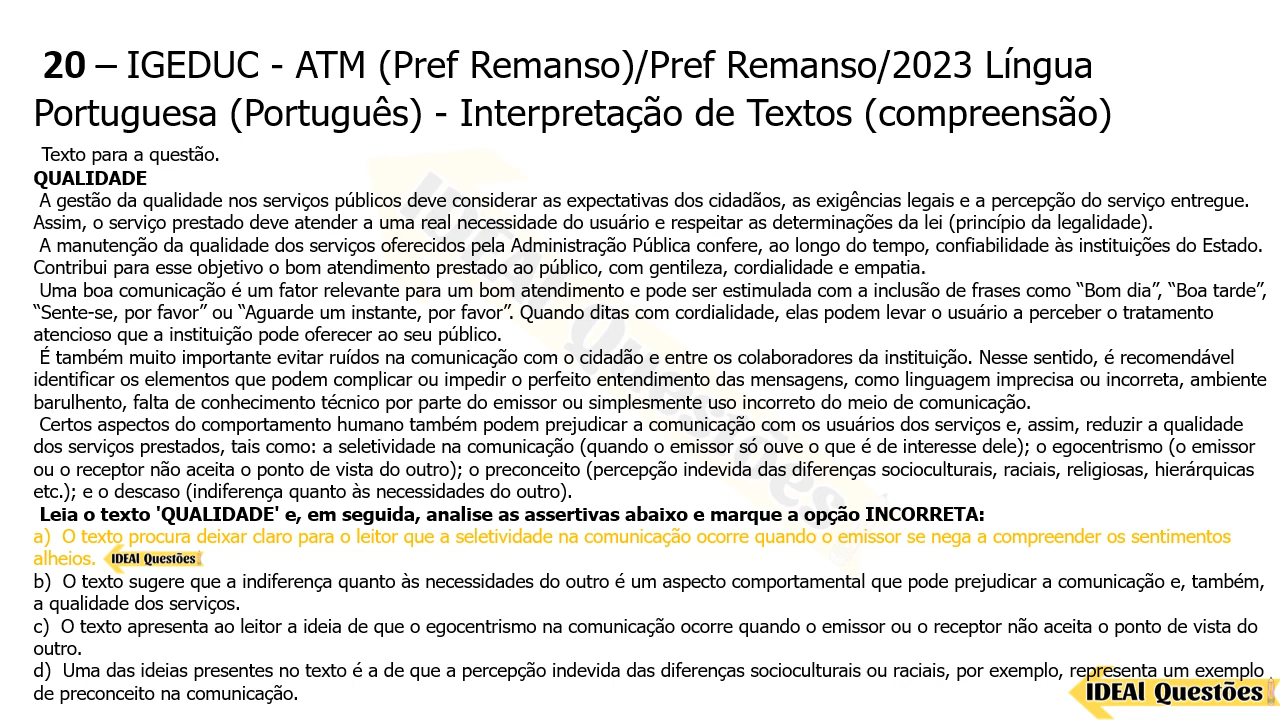 20 – IGEDUC - ATM (Pref Remanso)/Pref Remanso/2023 Língua
Portuguesa (Português) - Interpretação de Textos (compreensão)
Texto para a questão.
QUALIDADE
A gestão da qualidade nos serviços públicos deve considerar as expectativas dos cidadãos, as exigências legais e a percepção do serviço entregue.
Assim, o serviço prestado deve atender a uma real necessidade do usuário e respeitar as determinações da lei (princípio da legalidade).
A manutenção da qualidade dos serviços oferecidos pela Administração Pública confere, ao longo do tempo, confiabilidade às instituições do Estado.
Contribui para esse objetivo o bom atendimento prestado ao público, com gentileza, cordialidade e empatia.
Uma boa comunicação é um fator relevante para um bom atendimento e pode ser estimulada com a inclusão de frases como “Bom dia”, “Boa tarde”,
“Sente-se, por favor” ou “Aguarde um instante, por favor”. Quando ditas com cordialidade, elas podem levar o usuário a perceber o tratamento
atencioso que a instituição pode oferecer ao seu público.
É também muito importante evitar ruídos na comunicação com o cidadão e entre os colaboradores da instituição. Nesse sentido, é recomendável
identificar os elementos que podem complicar ou impedir o perfeito entendimento das mensagens, como linguagem imprecisa ou incorreta, ambiente
barulhento, falta de conhecimento técnico por parte do emissor ou simplesmente uso incorreto do meio de comunicação.
Certos aspectos do comportamento humano também podem prejudicar a comunicação com os usuários dos serviços e, assim, reduzir a qualidade
dos serviços prestados, tais como: a seletividade na comunicação (quando o emissor só ouve o que é de interesse dele); o egocentrismo (o emissor
ou o receptor não aceita o ponto de vista do outro); o preconceito (percepção indevida das diferenças socioculturais, raciais, religiosas, hierárquicas
etc.); e o descaso (indiferença quanto às necessidades do outro).
Leia o texto 'QUALIDADE' e, em seguida, analise as assertivas abaixo e marque a opção INCORRETA:
a) O texto procura deixar claro para o leitor que a seletividade na comunicação ocorre quando o emissor se nega a compreender os sentimentos
alheios. IDEAl Questões
b) O texto sugere que a indiferença quanto às necessidades do outro é um aspecto comportamental que pode prejudicar a comunicação e, também,
a qualidade dos serviços.
c) O texto apresenta ao leitor a ideia de que o egocentrismo na comunicação ocorre quando o emissor ou o receptor não aceita o ponto de vista do
outro.
d) Uma das ideias presentes no texto é a de que a percepção indevida das diferenças socioculturais ou raciais, por exemplo, representa um exemplo
de preconceito na comunicação.
IDEAl Questões
IDEAl Questões